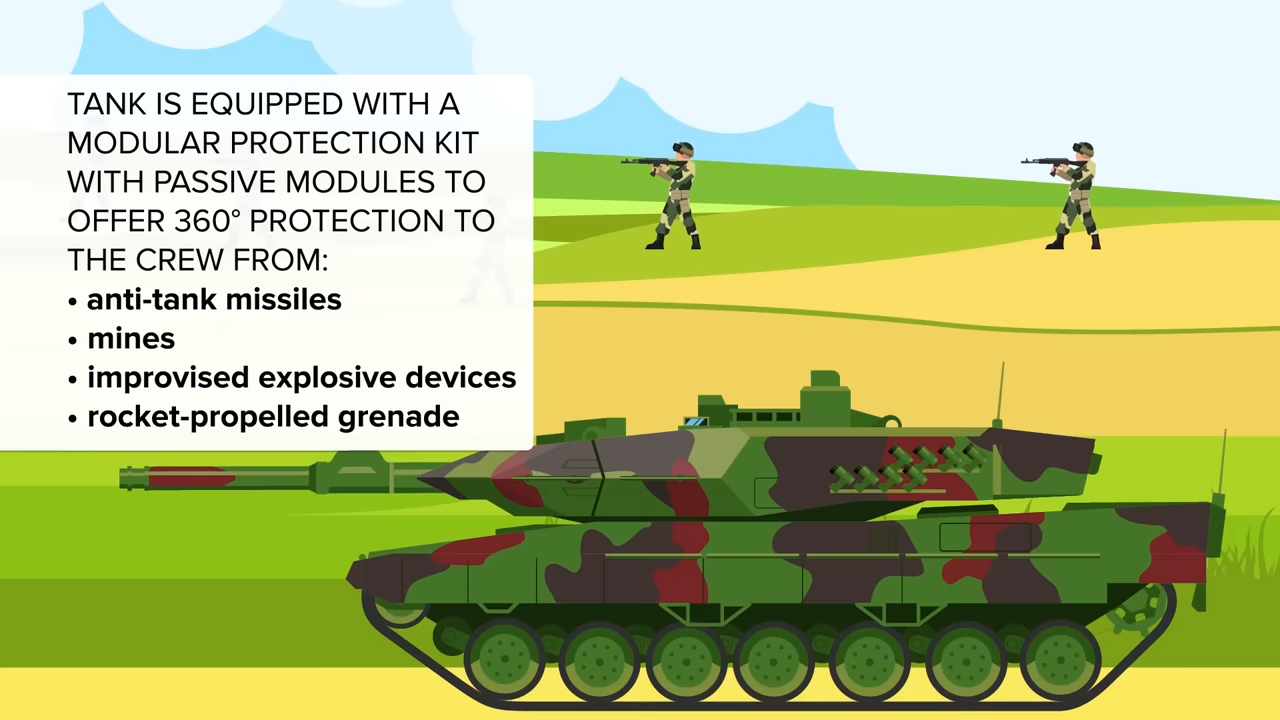 TANK IS EQUIPPED WITH A
MODULAR PROTECTION KIT
WITH PASSIVE MODULES TO
OFFER 360° PROTECTION TO
THE CREW FROM:
• anti-tank missiles
• mines
• improvised explosive devices
• rocket-propelled grenade